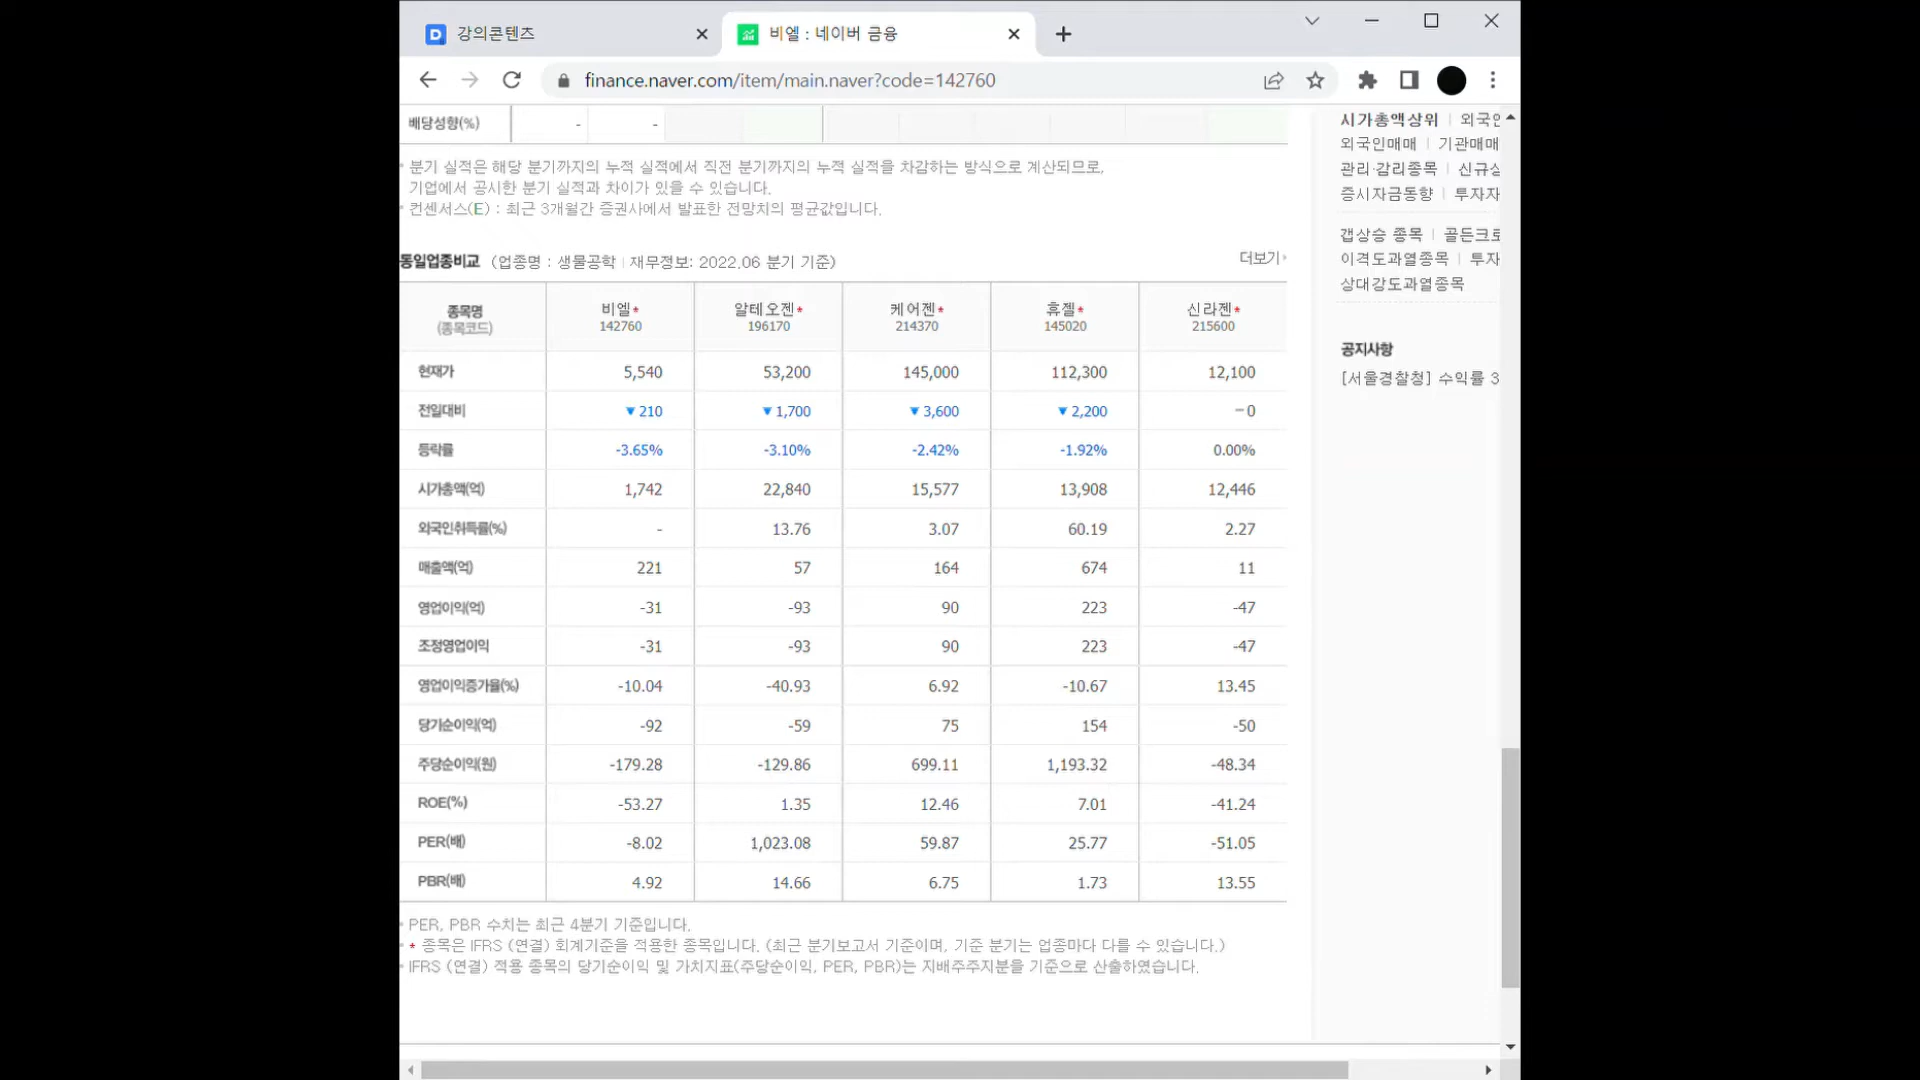 강의콘텐츠
비엘 : 네이버 금융
finance.naver.com/item/main.naver?code=142760
배당성향(%) - -
* 분기 실적은 해당 분기까지의 누적 실적에서 직전 분기까지의 누적 실적을 차감하는 방식으로 계산되므로,
기업에서 공시한 분기 실적과 차이가 있을 수 있습니다.
* 컨센서스(E) : 최근 3개월간 증권사에서 발표한 전망치의 평균값입니다.
동일업종비교 (업종명 : 생물공학 | 재무정보: 2022.06 분기 기준) 더보기
종목명 비엘* 알테오젠* 케어젠* 휴젤* 신라젠*
(종목코드) 142760 196170 214370 145020 215600
현재가 5,540 53,200 145,000 112,300 12,100
전일대비 ▼210 ▼1,700 ▼3,600 ▼2,200 −0
등락률 -3.65% -3.10% -2.42% -1.92% 0.00%
시가총액(억) 1,742 22,840 15,577 13,908 12,446
외국인취득률(%) - 13.76 3.07 60.19 2.27
매출액(억) 221 57 164 674 11
영업이익(억) -31 -93 90 223 -47
조정영업이익 -31 -93 90 223 -47
영업이익증가율(%) -10.04 -40.93 6.92 -10.67 13.45
당기순이익(억) -92 -59 75 154 -50
주당순이익(원) -179.28 -129.86 699.11 1,193.32 -48.34
ROE(%) -53.27 1.35 12.46 7.01 -41.24
PER(배) -8.02 1,023.08 59.87 25.77 -51.05
PBR(배) 4.92 14.66 6.75 1.73 13.55
* PER, PBR 수치는 최근 4분기 기준입니다.
* * 종목은 IFRS (연결) 회계기준을 적용한 종목입니다. (최근 분기보고서 기준이며, 기준 분기는 업종마다 다를 수 있습니다.)
* IFRS (연결) 적용 종목의 당기순이익 및 가치지표(주당순이익, PER, PBR)는 지배주주지분을 기준으로 산출하였습니다.
시가총액상위 | 외국인
외국인매매 | 기관매매
관리·감리종목 | 신규상
증시자금동향 | 투자자
갭상승 종목 | 골든크로
이격도과열종목 | 투자
상대강도과열종목
공지사항
[서울경찰청] 수익률 3